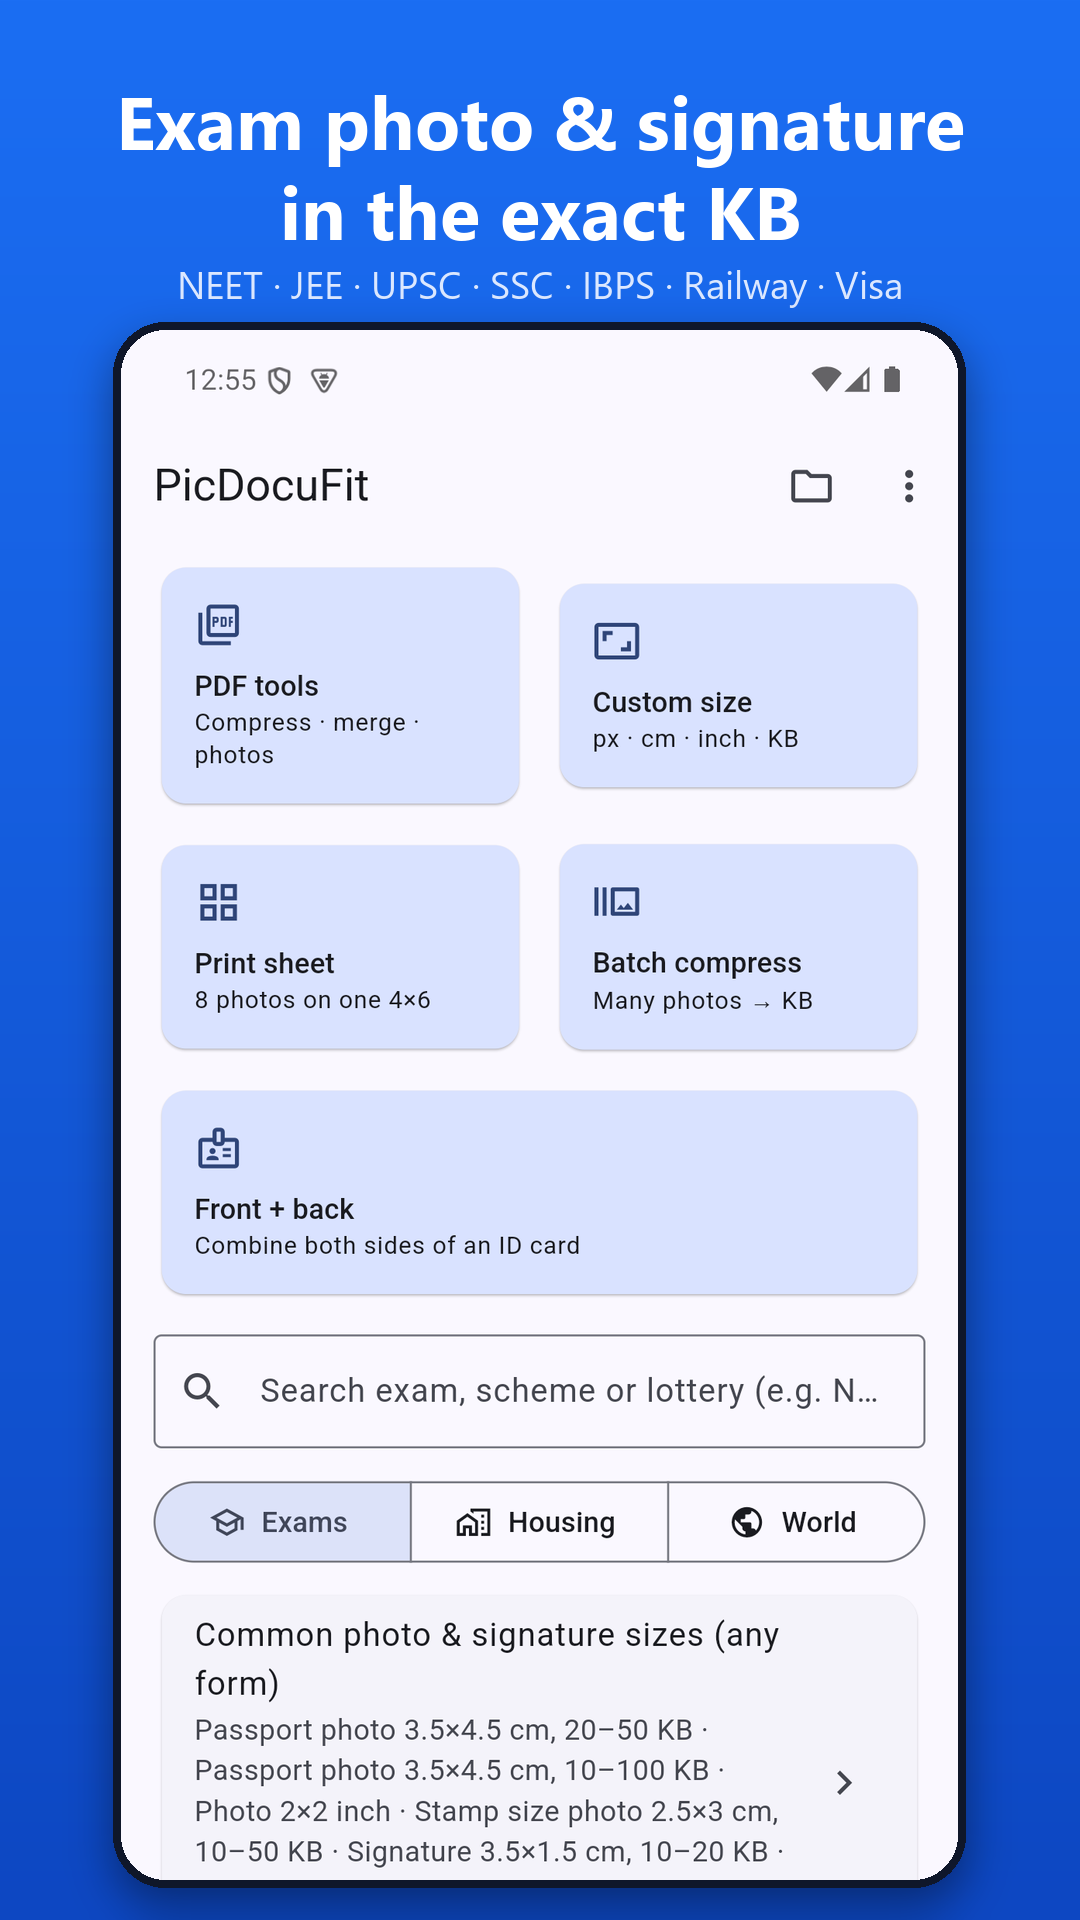 Exam photo & signature
in the exact KB
NEET · JEE · UPSC · SSC · IBPS · Railway · Visa
12:55
PicDocuFit
PDF
PDF tools
Compress · merge ·
photos
Custom size
px · cm · inch · KB
Print sheet
8 photos on one 4×6
Batch compress
Many photos → KB
Front + back
Combine both sides of an ID card
Search exam, scheme or lottery (e.g. N…
Exams
Housing
World
Common photo & signature sizes (any
form)
Passport photo 3.5×4.5 cm, 20–50 KB ·
Passport photo 3.5×4.5 cm, 10–100 KB ·
Photo 2×2 inch · Stamp size photo 2.5×3 cm,
10–50 KB · Signature 3.5×1.5 cm, 10–20 KB ·